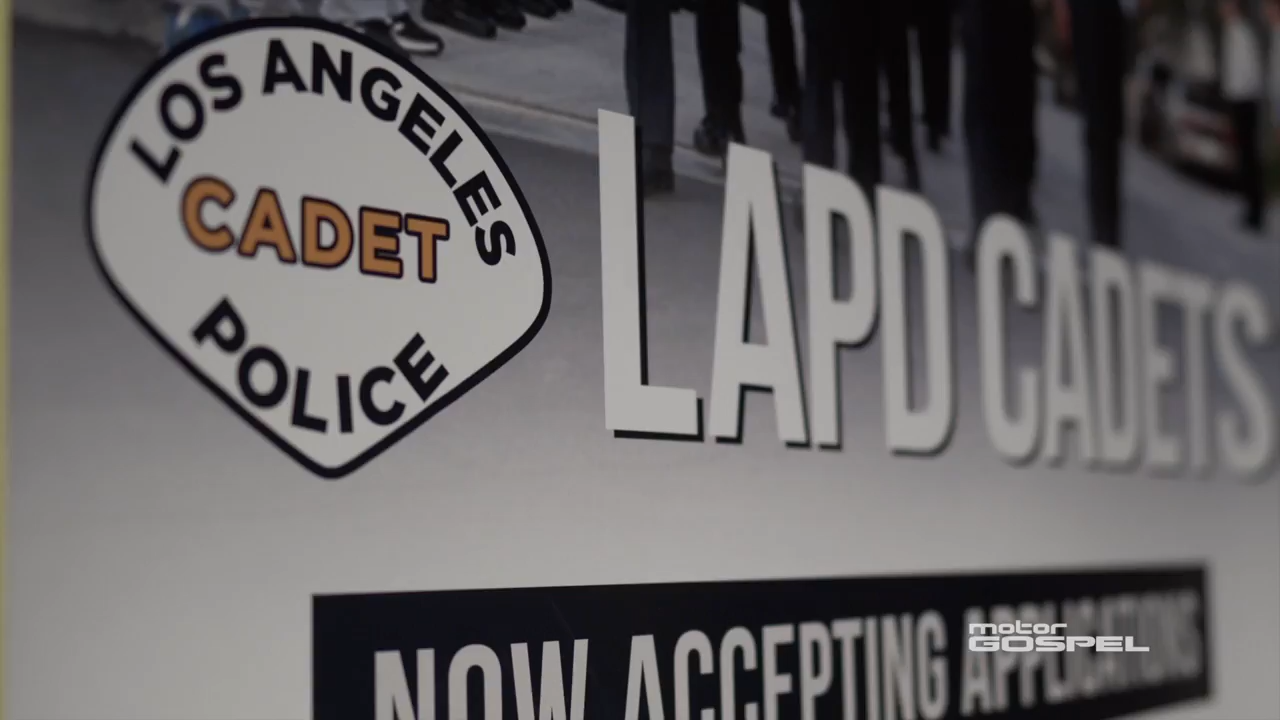 LOS ANGELES
CADET
POLICE
LAPD CADETS
NOW ACCEPTING APPLICATIONS
motor
GOSPEL